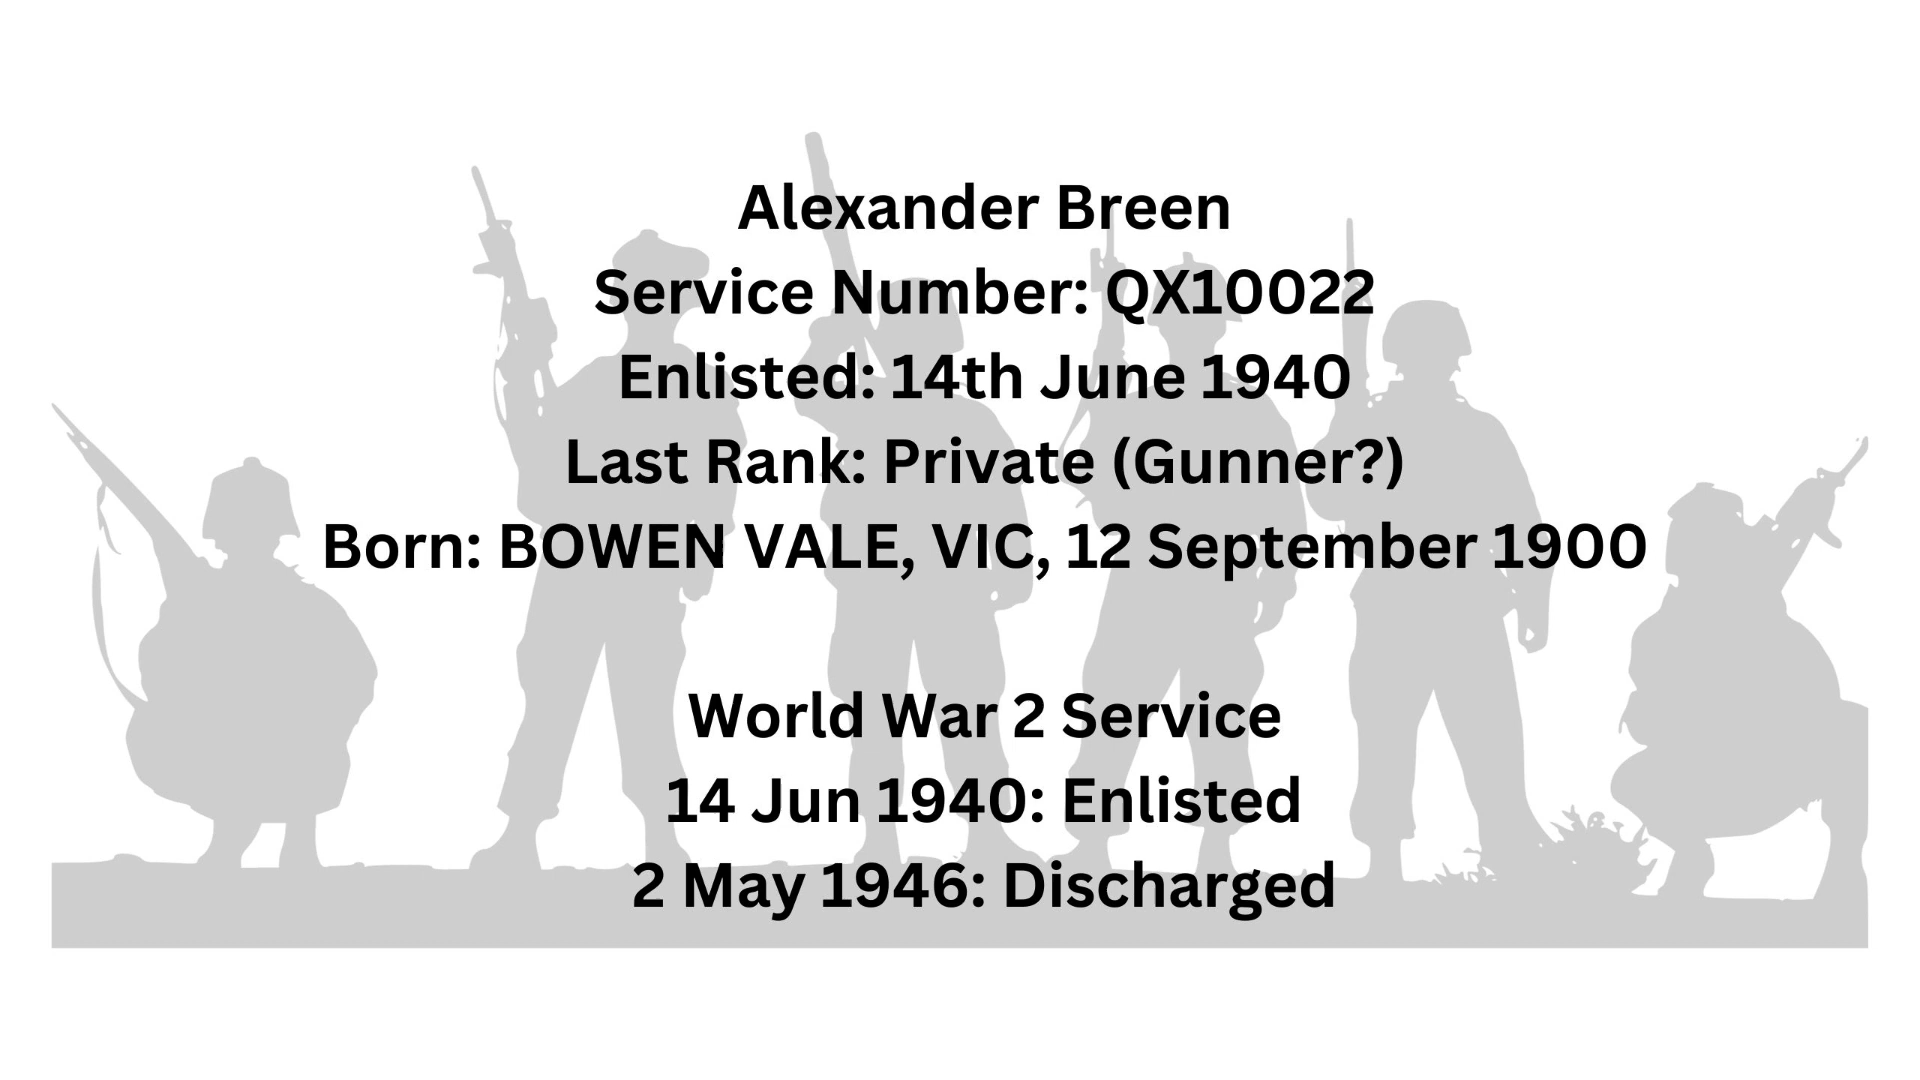 Alexander Breen
Service Number: QX10022
Enlisted: 14th June 1940
Last Rank: Private (Gunner?)
Born: BOWEN VALE, VIC, 12 September 1900
World War 2 Service
14 Jun 1940: Enlisted
2 May 1946: Discharged